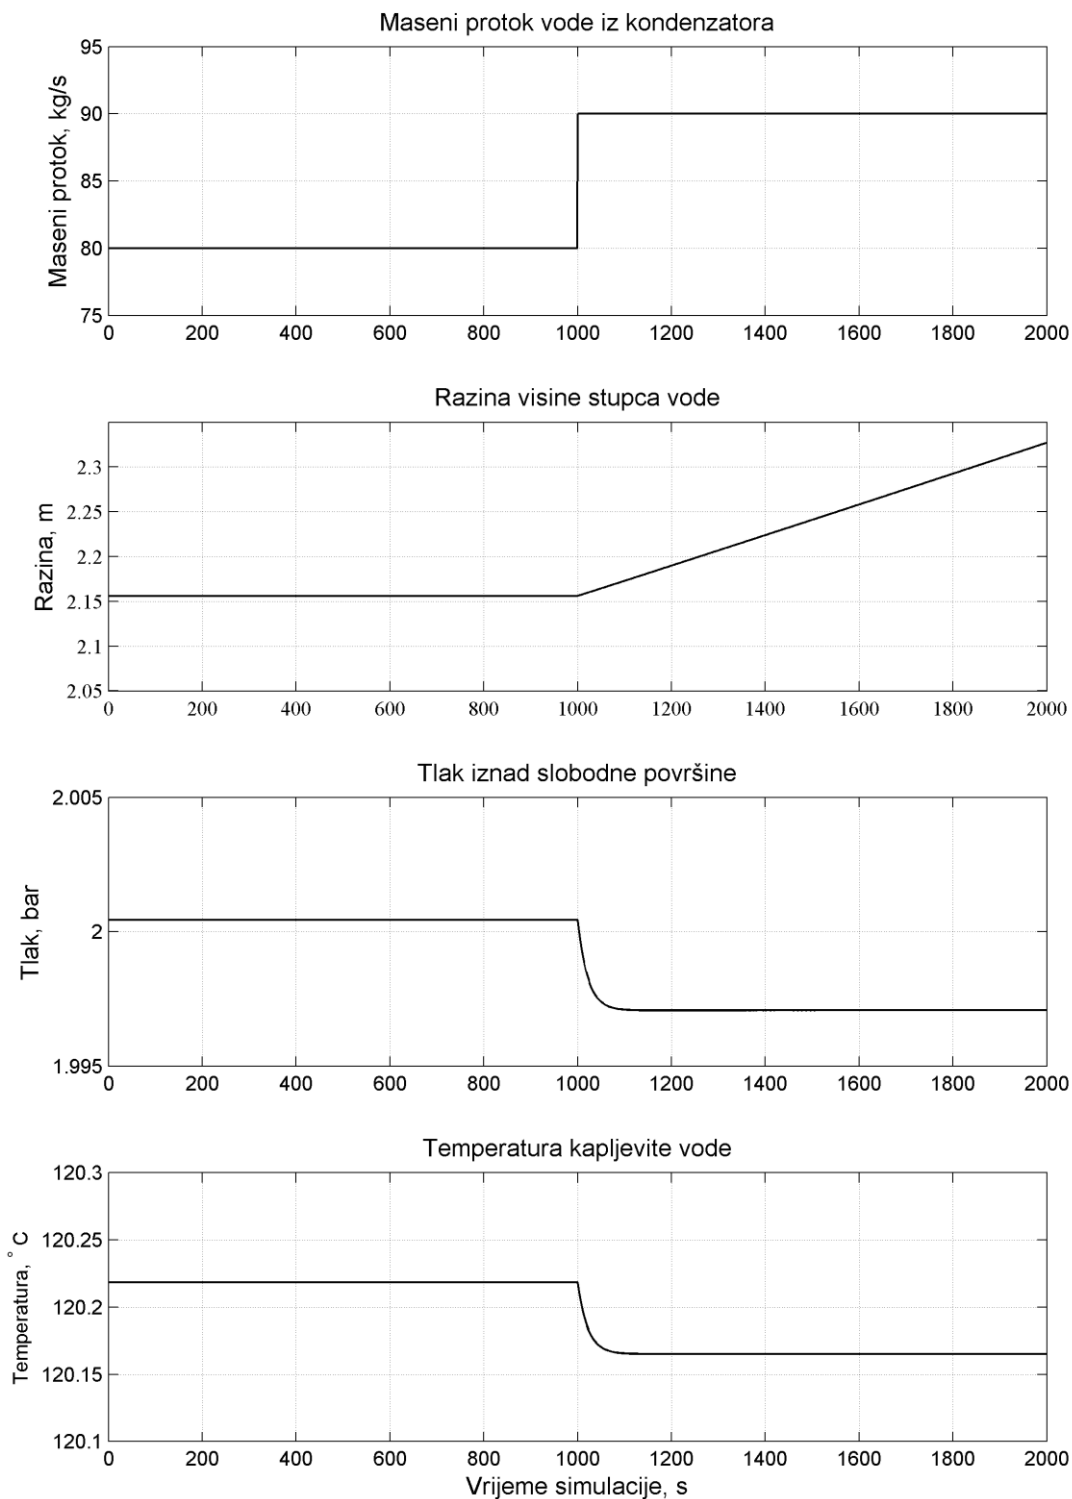 Maseni protok vode iz kondenzatora
Maseni protok, kg/s
95
90
85
80
75
0 200 400 600 800 1000 1200 1400 1600 1800 2000
Razina visine stupca vode
Razina, m
2.3
2.25
2.2
2.15
2.1
2.05
0 200 400 600 800 1000 1200 1400 1600 1800 2000
Tlak iznad slobodne površine
Tlak, bar
2.005
2
1.995
0 200 400 600 800 1000 1200 1400 1600 1800 2000
Temperatura kapljevite vode
Temperatura, ° C
120.3
120.25
120.2
120.15
120.1
0 200 400 600 800 1000 1200 1400 1600 1800 2000
Vrijeme simulacije, s